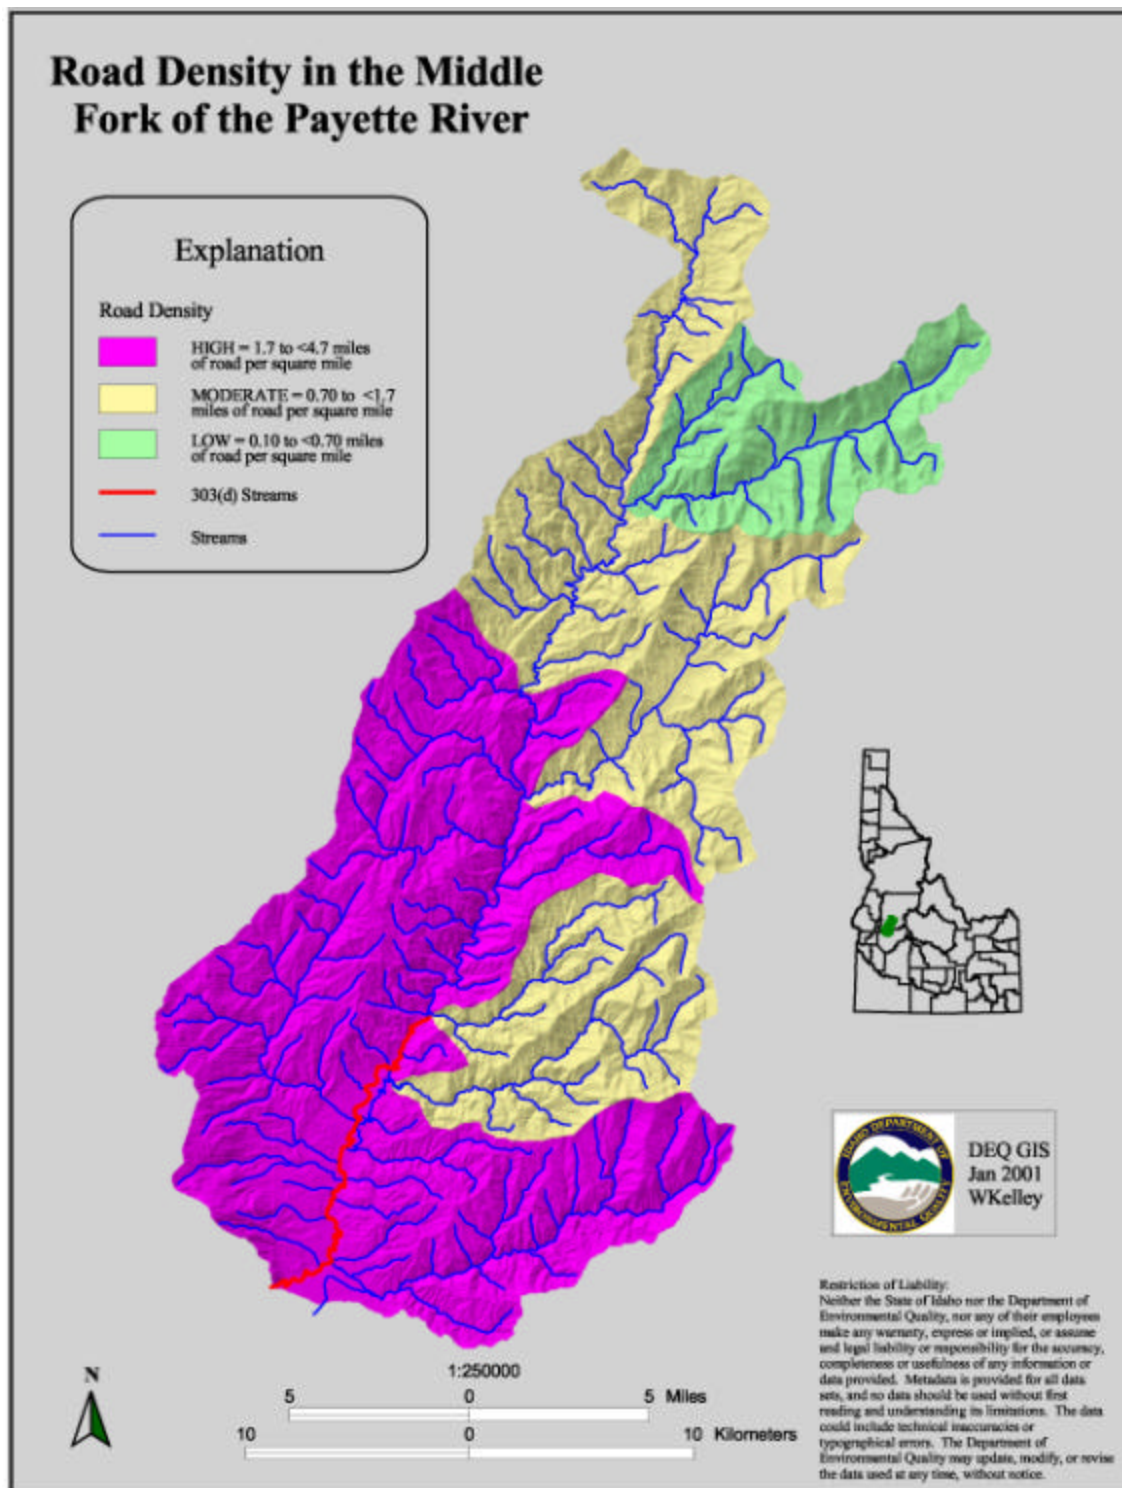 Road Density in the Middle
Fork of the Payette River
Explanation
Road Density
HIGH = 1.7 to <4.7 miles
of road per square mile
MODERATE = 0.70 to <1.7
miles of road per square mile
LOW = 0.10 to <0.70 miles
of road per square mile
303(d) Streams
Streams
IDAHO DEPARTMENT OF
ENVIRONMENTAL QUALITY
DEQ GIS
Jan 2001
WKelley
Restriction of Liability:
Neither the State of Idaho nor the Department of
Environmental Quality, nor any of their employees
make any warranty, express or implied, or assume
and legal liability or responsibility for the accuracy,
completeness or usefulness of any information or
data provided. Metadata is provided for all data
sets, and no data should be used without first
reading and understanding its limitations. The data
could include technical inaccuracies or
typographical errors. The Department of
Environmental Quality may update, modify, or revise
the data used at any time, without notice.
N
1:250000
5 0 5 Miles
10 0 10 Kilometers